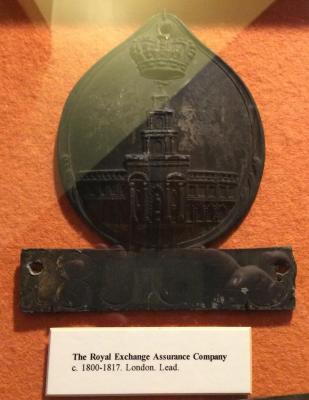 The Royal Exchange Assurance Company
c. 1800-1817. London. Lead.